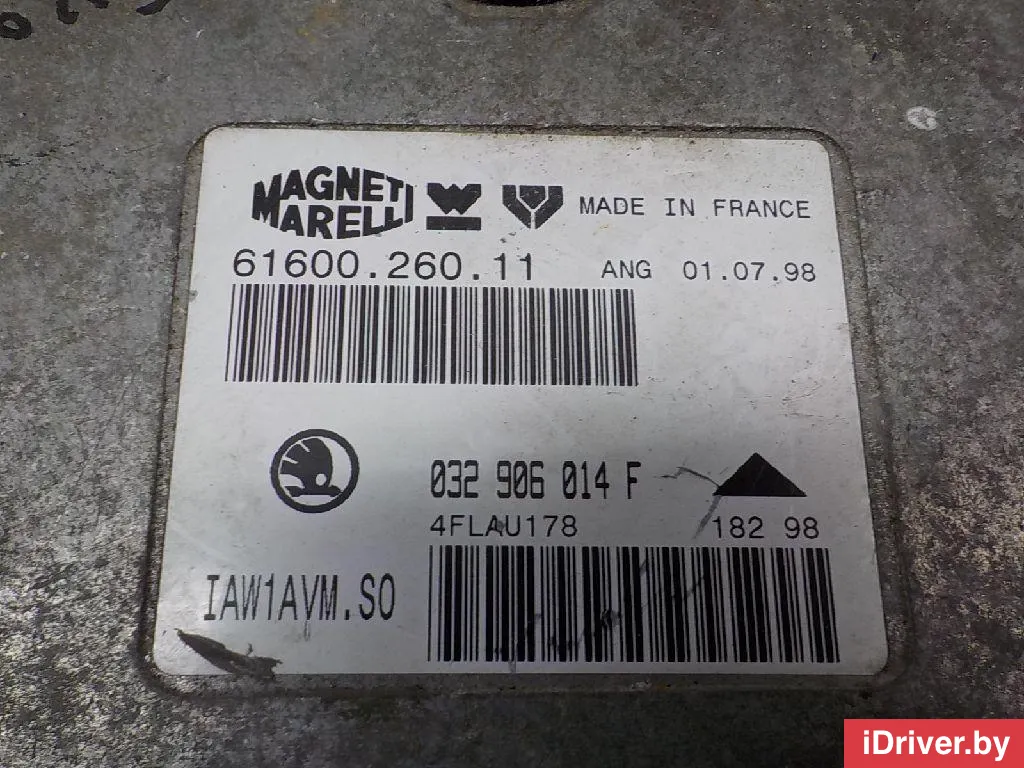 MAGNETI
MARELLI
MADE IN FRANCE
61600.260.11 ANG 01.07.98
032 906 014 F
4FLAU178 182 98
IAW1AVM.S0
iDriver.by